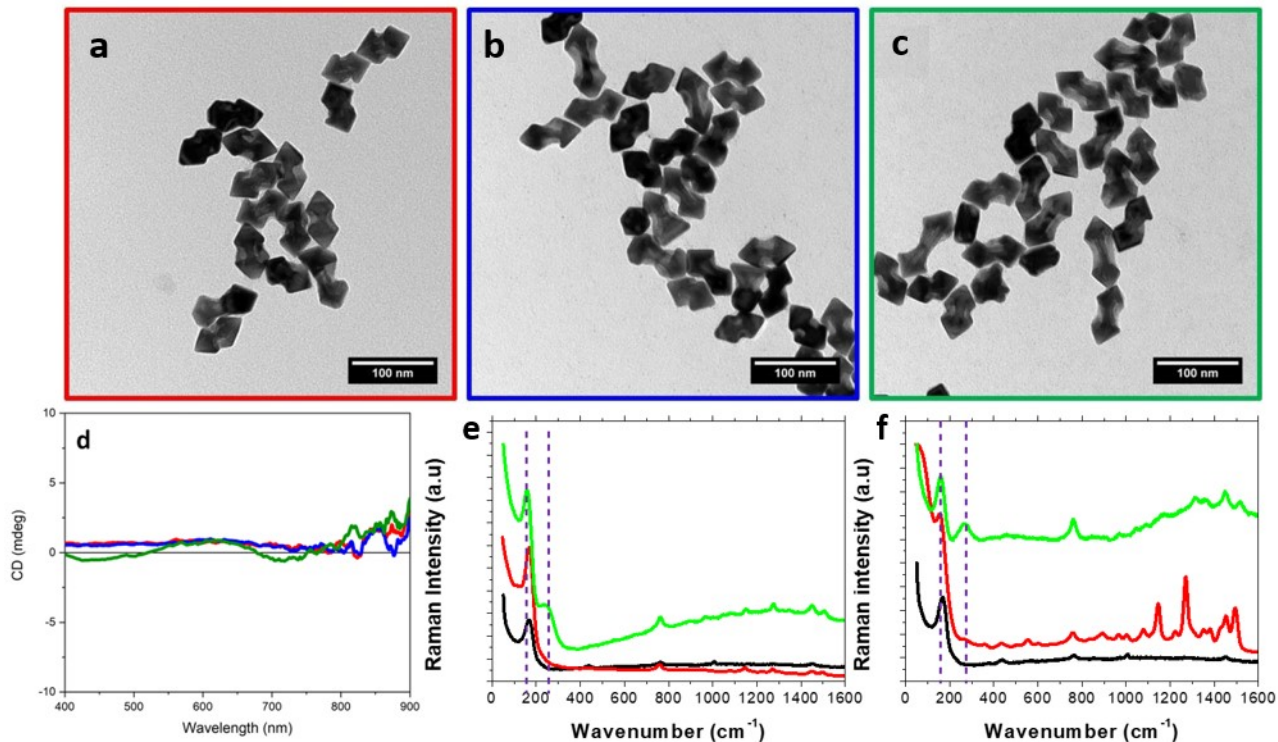 a
b
c
100 nm
100 nm
100 nm
d
10
5
0
-5
-10
CD (mdeg)
400 500 600 700 800 900
Wavelength (nm)
e
Raman Intensity (a.u)
0 200 400 600 800 1000 1200 1400 1600
Wavenumber (cm⁻¹)
f
Raman intensity (a.u)
0 200 400 600 800 1000 1200 1400 1600
Wavenumber (cm⁻¹)